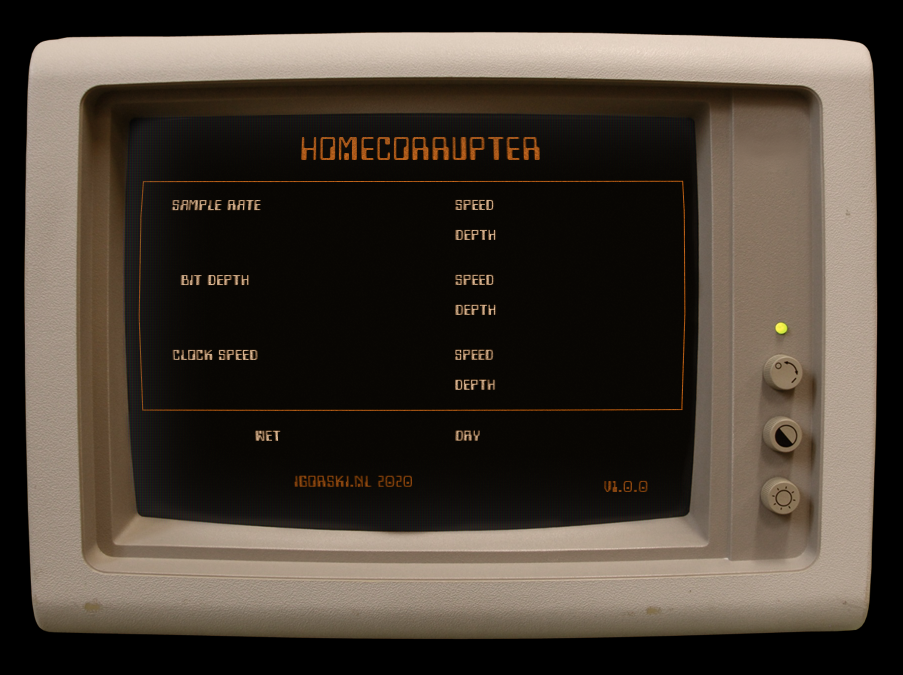 HOMECORRUPTER
SAMPLE RATE SPEED
DEPTH
BIT DEPTH SPEED
DEPTH
CLOCK SPEED SPEED
DEPTH
WET DRY
IGORSKI.NL 2020
V1.0.0